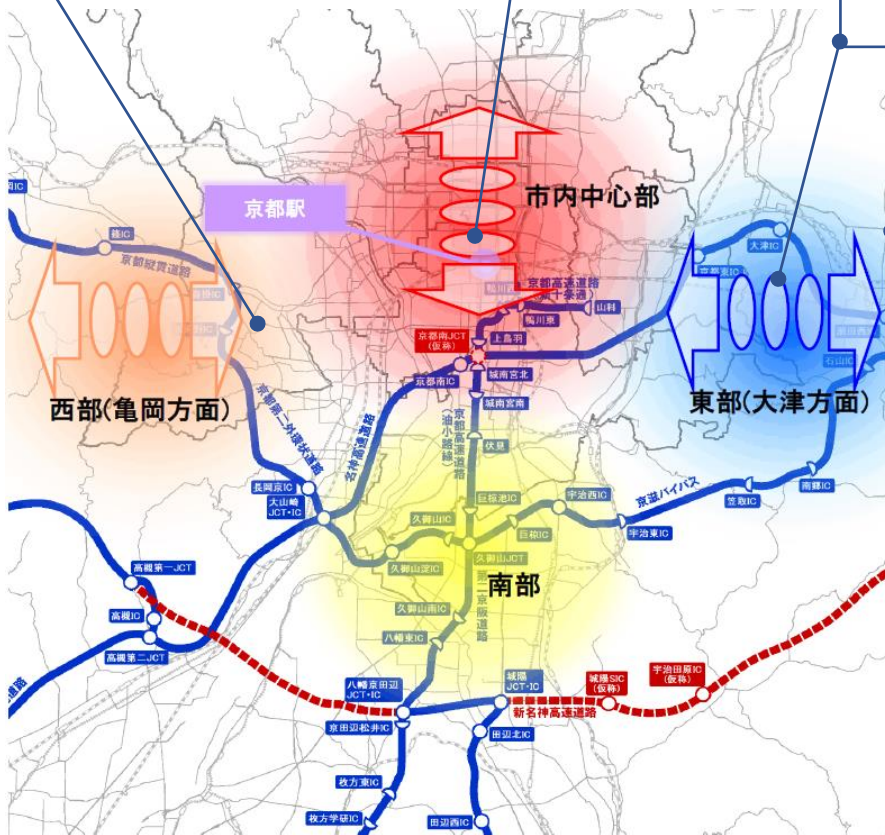 市内中心部
京都駅
大津IC
京都東IC
篠IC
京都縦貫道路
京都高速道路
鴨川東
山科
京都南JCT
(仮称)
上鳥羽
石山IC
京都南IC
城南宮北
西部(亀岡方面)
東部(大津方面)
城南宮南
京都第二外環状道路
名神高速道路
京都高速道路
(油小路線)
伏見
長岡京IC
大山崎
JCT・IC
巨椋池IC
宇治西IC
京滋バイパス
笠取IC
南郷IC
久御山IC
巨椋IC
宇治東IC
久御山淀IC
久御山JCT
高槻第一JCT
南部
第二京阪道路
高槻IC
久御山南IC
八幡東IC
高槻第二JCT
八幡京田辺
JCT・IC
城陽
JCT・IC
城陽SIC
(仮称)
宇治田原IC
(仮称)
新名神高速道路
京田辺松井IC
田辺北IC
枚方東IC
枚方学研IC
田辺西IC